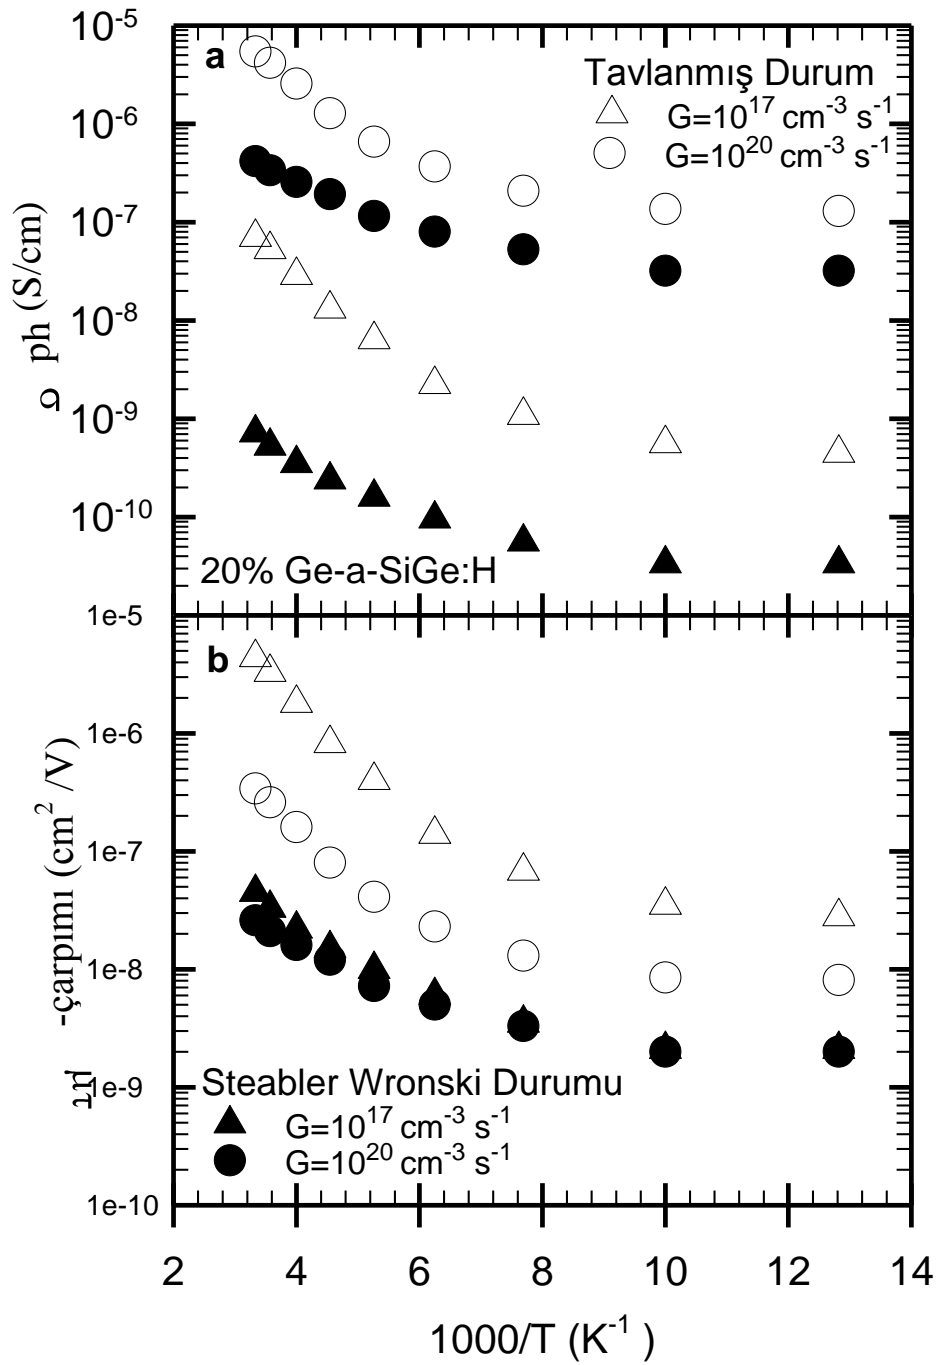 10-5
a
Tavlanmış Durum
G=10^17 cm^-3 s^-1
G=10^20 cm^-3 s^-1
10^-6
10^-7
10^-8
10^-9
10^-10
σ ph (S/cm)
20% Ge-a-SiGe:H
1e-5
b
1e-6
1e-7
1e-8
1e-9
1e-10
μτ -çarpımı (cm^2 /V)
Steabler Wronski Durumu
G=10^17 cm^-3 s^-1
G=10^20 cm^-3 s^-1
2 4 6 8 10 12 14
1000/T (K^-1 )